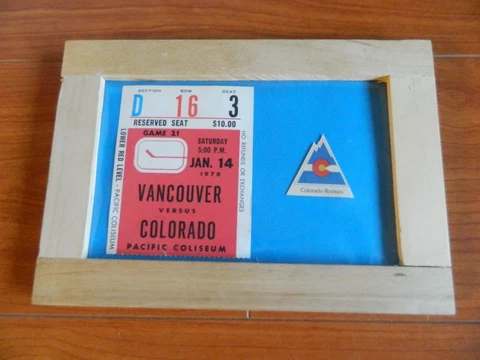 SECTION ROW SEAT
D 16 3
RESERVED SEAT $10.00
GAME 21
SATURDAY
5:00 P.M.
JAN. 14
1978
VANCOUVER
VERSUS
COLORADO
PACIFIC COLISEUM
LOWER RED LEVEL - PACIFIC COLISEUM
NO REFUNDS OR EXCHANGES
Colorado Rockies